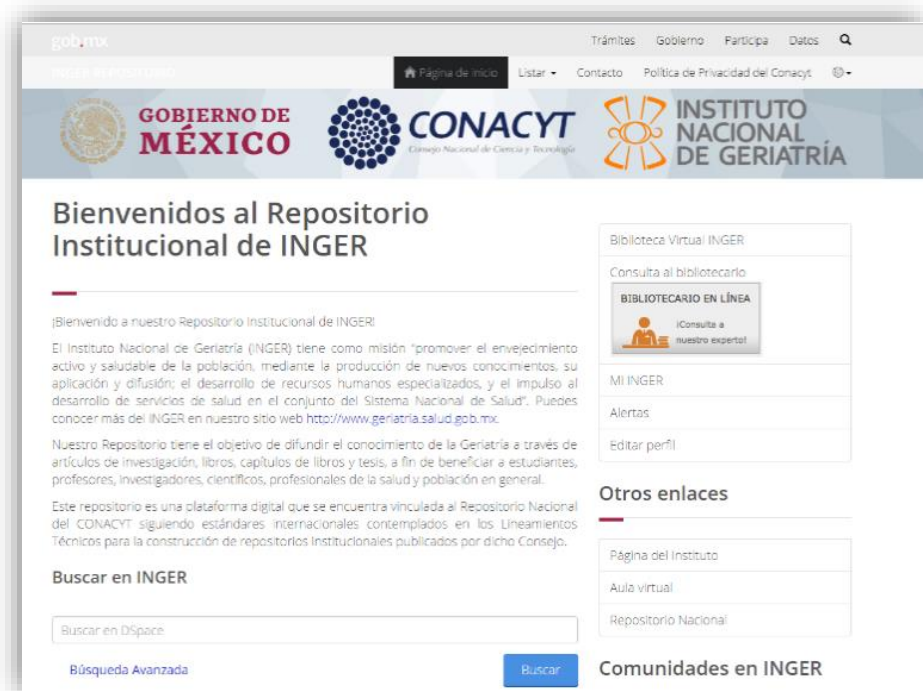 gob.mx
Trámites Gobierno Participa Datos
INGER REPOSITORIO
Página de inicio Listar Contacto Política de Privacidad del Conacyt
GOBIERNO DE
MÉXICO
CONACYT
Consejo Nacional de Ciencia y Tecnología
INSTITUTO
NACIONAL
DE GERIATRÍA
Bienvenidos al Repositorio
Institucional de INGER
¡Bienvenido a nuestro Repositorio Institucional de INGER!
El Instituto Nacional de Geriatría (INGER) tiene como misión “promover el envejecimiento
activo y saludable de la población, mediante la producción de nuevos conocimientos, su
aplicación y difusión; el desarrollo de recursos humanos especializados, y el impulso al
desarrollo de servicios de salud en el conjunto del Sistema Nacional de Salud”. Puedes
conocer más del INGER en nuestro sitio web http://www.geriatria.salud.gob.mx.
Nuestro Repositorio tiene el objetivo de difundir el conocimiento de la Geriatría a través de
artículos de investigación, libros, capítulos de libros y tesis, a fin de beneficiar a estudiantes,
profesores, investigadores, científicos, profesionales de la salud y población en general.
Este repositorio es una plataforma digital que se encuentra vinculada al Repositorio Nacional
del CONACYT siguiendo estándares internacionales contemplados en los Lineamientos
Técnicos para la construcción de repositorios institucionales publicados por dicho Consejo.
Buscar en INGER
Buscar en DSpace
Búsqueda Avanzada
Buscar
Biblioteca Virtual INGER
Consulta al bibliotecario
BIBLIOTECARIO EN LÍNEA
¡Consulta a
nuestro experto!
MI INGER
Alertas
Editar perfil
Otros enlaces
Página del Instituto
Aula virtual
Repositorio Nacional
Comunidades en INGER